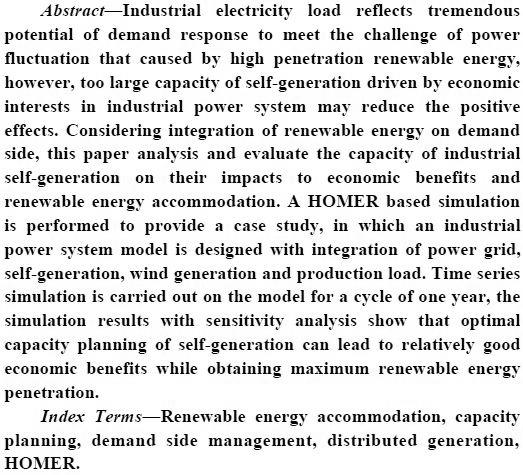 Abstract—Industrial electricity load reflects tremendous
potential of demand response to meet the challenge of power
fluctuation that caused by high penetration renewable energy,
however, too large capacity of self-generation driven by economic
interests in industrial power system may reduce the positive
effects. Considering integration of renewable energy on demand
side, this paper analysis and evaluate the capacity of industrial
self-generation on their impacts to economic benefits and
renewable energy accommodation. A HOMER based simulation
is performed to provide a case study, in which an industrial
power system model is designed with integration of power grid,
self-generation, wind generation and production load. Time series
simulation is carried out on the model for a cycle of one year, the
simulation results with sensitivity analysis show that optimal
capacity planning of self-generation can lead to relatively good
economic benefits while obtaining maximum renewable energy
penetration.
Index Terms—Renewable energy accommodation, capacity
planning, demand side management, distributed generation,
HOMER.